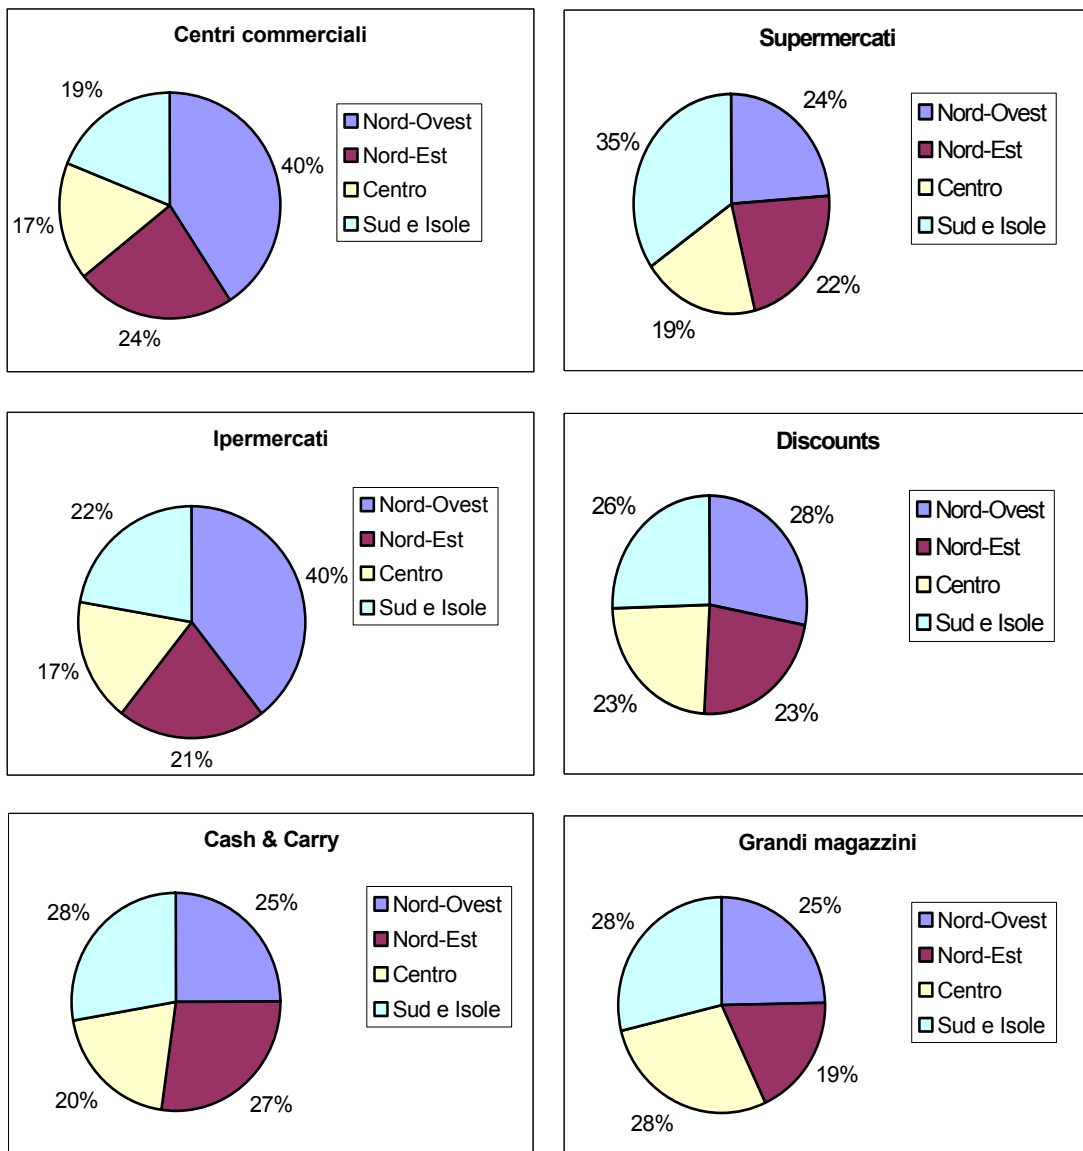 Centri commerciali
19%
40%
17%
24%
Nord-Ovest
Nord-Est
Centro
Sud e Isole
Supermercati
24%
35%
22%
19%
Nord-Ovest
Nord-Est
Centro
Sud e Isole
Ipermercati
22%
40%
17%
21%
Nord-Ovest
Nord-Est
Centro
Sud e Isole
Discounts
26%
28%
23%
23%
Nord-Ovest
Nord-Est
Centro
Sud e Isole
Cash & Carry
28%
25%
20%
27%
Nord-Ovest
Nord-Est
Centro
Sud e Isole
Grandi magazzini
28%
25%
19%
28%
Nord-Ovest
Nord-Est
Centro
Sud e Isole